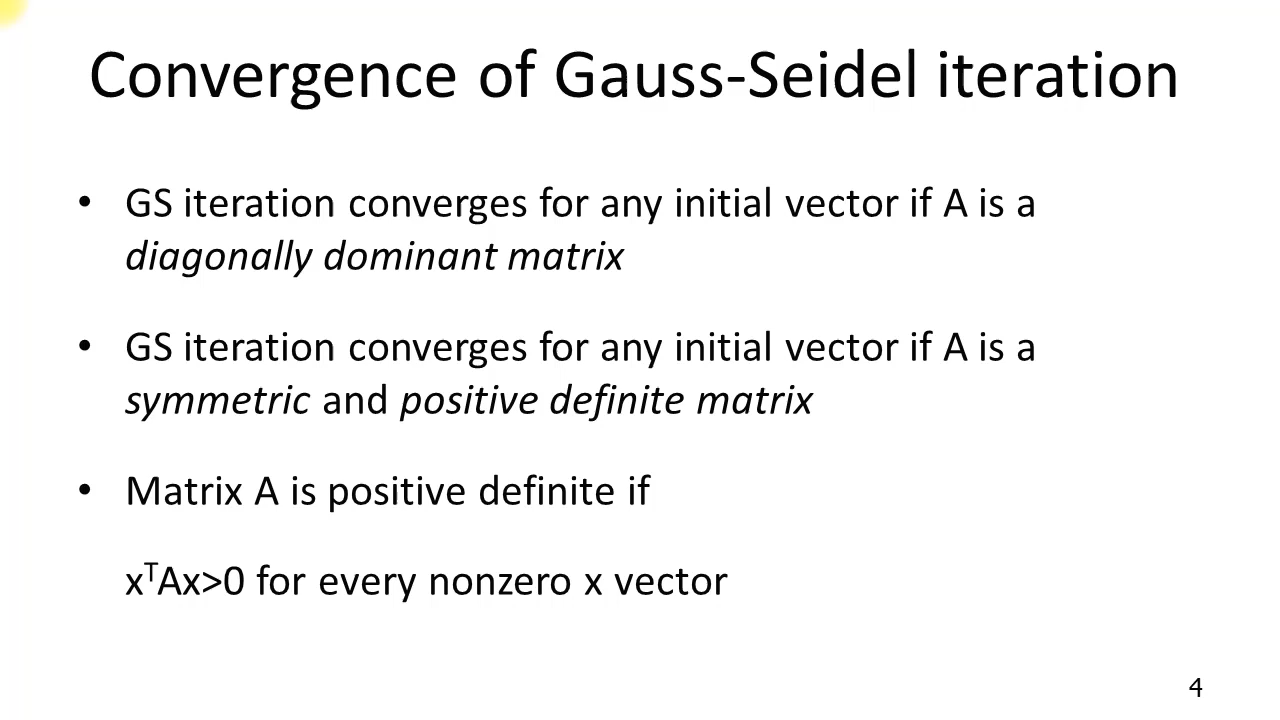 Convergence of Gauss-Seidel iteration
• GS iteration converges for any initial vector if A is a
diagonally dominant matrix
• GS iteration converges for any initial vector if A is a
symmetric and positive definite matrix
• Matrix A is positive definite if
xᵀAx>0 for every nonzero x vector
4